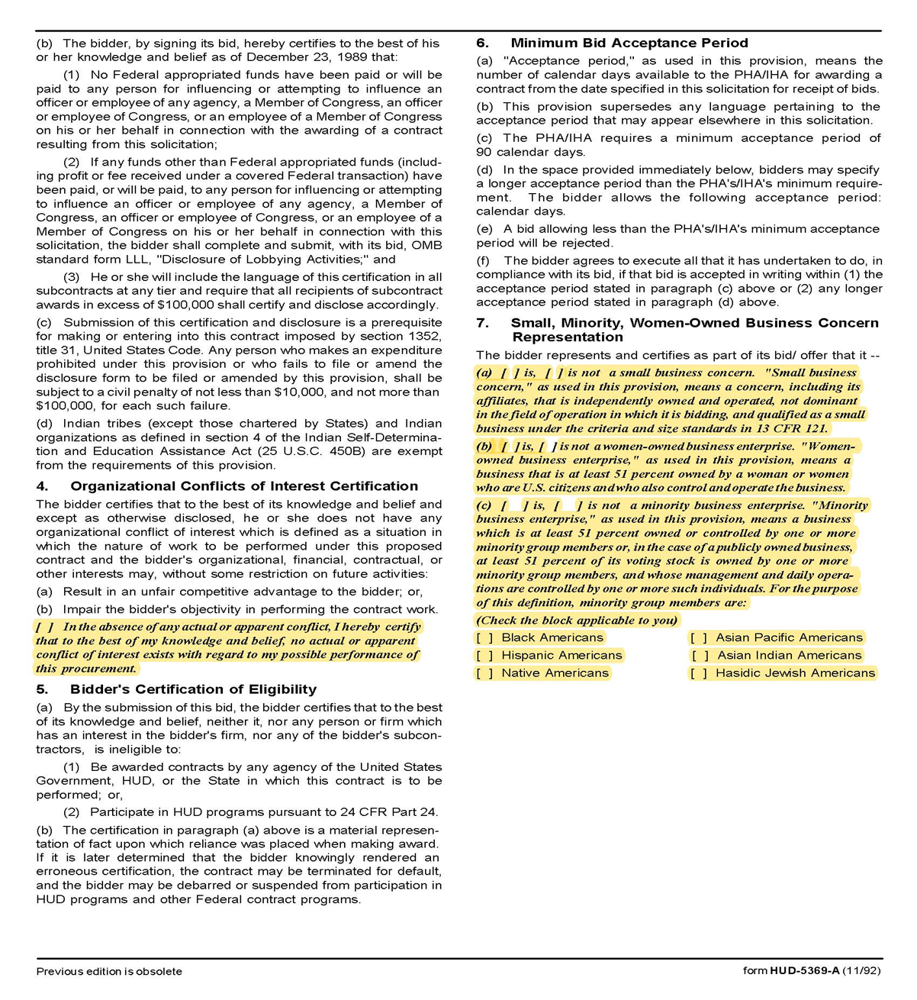 (b) The bidder, by signing its bid, hereby certifies to the best of his
or her knowledge and belief as of December 23, 1989 that:
(1) No Federal appropriated funds have been paid or will be
paid to any person for influencing or attempting to influence an
officer or employee of any agency, a Member of Congress, an officer
or employee of Congress, or an employee of a Member of Congress
on his or her behalf in connection with the awarding of a contract
resulting from this solicitation;
(2) If any funds other than Federal appropriated funds (includ-
ing profit or fee received under a covered Federal transaction) have
been paid, or will be paid, to any person for influencing or attempting
to influence an officer or employee of any agency, a Member of
Congress, an officer or employee of Congress, or an employee of a
Member of Congress on his or her behalf in connection with this
solicitation, the bidder shall complete and submit, with its bid, OMB
standard form LLL, "Disclosure of Lobbying Activities;" and
(3) He or she will include the language of this certification in all
subcontracts at any tier and require that all recipients of subcontract
awards in excess of $100,000 shall certify and disclose accordingly.
(c) Submission of this certification and disclosure is a prerequisite
for making or entering into this contract imposed by section 1352,
title 31, United States Code. Any person who makes an expenditure
prohibited under this provision or who fails to file or amend the
disclosure form to be filed or amended by this provision, shall be
subject to a civil penalty of not less than $10,000, and not more than
$100,000, for each such failure.
(d) Indian tribes (except those chartered by States) and Indian
organizations as defined in section 4 of the Indian Self-Determina-
tion and Education Assistance Act (25 U.S.C. 450B) are exempt
from the requirements of this provision.
4. Organizational Conflicts of Interest Certification
The bidder certifies that to the best of its knowledge and belief and
except as otherwise disclosed, he or she does not have any
organizational conflict of interest which is defined as a situation in
which the nature of work to be performed under this proposed
contract and the bidder's organizational, financial, contractual, or
other interests may, without some restriction on future activities:
(a) Result in an unfair competitive advantage to the bidder; or,
(b) Impair the bidder's objectivity in performing the contract work.
[ ] In the absence of any actual or apparent conflict, I hereby certify
that to the best of my knowledge and belief, no actual or apparent
conflict of interest exists with regard to my possible performance of
this procurement.
5. Bidder's Certification of Eligibility
(a) By the submission of this bid, the bidder certifies that to the best
of its knowledge and belief, neither it, nor any person or firm which
has an interest in the bidder's firm, nor any of the bidder's subcon-
tractors, is ineligible to:
(1) Be awarded contracts by any agency of the United States
Government, HUD, or the State in which this contract is to be
performed; or,
(2) Participate in HUD programs pursuant to 24 CFR Part 24.
(b) The certification in paragraph (a) above is a material represen-
tation of fact upon which reliance was placed when making award.
If it is later determined that the bidder knowingly rendered an
erroneous certification, the contract may be terminated for default,
and the bidder may be debarred or suspended from participation in
HUD programs and other Federal contract programs.
6. Minimum Bid Acceptance Period
(a) "Acceptance period," as used in this provision, means the
number of calendar days available to the PHA/IHA for awarding a
contract from the date specified in this solicitation for receipt of bids.
(b) This provision supersedes any language pertaining to the
acceptance period that may appear elsewhere in this solicitation.
(c) The PHA/IHA requires a minimum acceptance period of
90 calendar days.
(d) In the space provided immediately below, bidders may specify
a longer acceptance period than the PHA's/IHA's minimum require-
ment. The bidder allows the following acceptance period:
calendar days.
(e) A bid allowing less than the PHA's/IHA's minimum acceptance
period will be rejected.
(f) The bidder agrees to execute all that it has undertaken to do, in
compliance with its bid, if that bid is accepted in writing within (1) the
acceptance period stated in paragraph (c) above or (2) any longer
acceptance period stated in paragraph (d) above.
7. Small, Minority, Women-Owned Business Concern
Representation
The bidder represents and certifies as part of its bid/ offer that it --
(a) [ ] is, [ ] is not a small business concern. "Small business
concern," as used in this provision, means a concern, including its
affiliates, that is independently owned and operated, not dominant
in the field of operation in which it is bidding, and qualified as a small
business under the criteria and size standards in 13 CFR 121.
(b) [ ] is, [ ] is not a women-owned business enterprise. "Women-
owned business enterprise," as used in this provision, means a
business that is at least 51 percent owned by a woman or women
who are U.S. citizens and who also control and operate the business.
(c) [ ] is, [ ] is not a minority business enterprise. "Minority
business enterprise," as used in this provision, means a business
which is at least 51 percent owned or controlled by one or more
minority group members or, in the case of a publicly owned business,
at least 51 percent of its voting stock is owned by one or more
minority group members, and whose management and daily opera-
tions are controlled by one or more such individuals. For the purpose
of this definition, minority group members are:
(Check the block applicable to you)
[ ] Black Americans [ ] Asian Pacific Americans
[ ] Hispanic Americans [ ] Asian Indian Americans
[ ] Native Americans [ ] Hasidic Jewish Americans
Previous edition is obsolete
form HUD-5369-A (11/92)